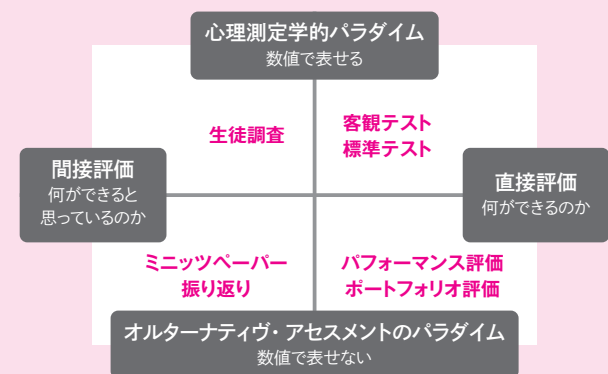 心理測定学的パラダイム
数値で表せる
生徒調査
客観テスト
標準テスト
間接評価
何ができると
思っているのか
直接評価
何ができるのか
ミニッツペーパー
振り返り
パフォーマンス評価
ポートフォリオ評価
オルターナティヴ・アセスメントのパラダイム
数値で表せない